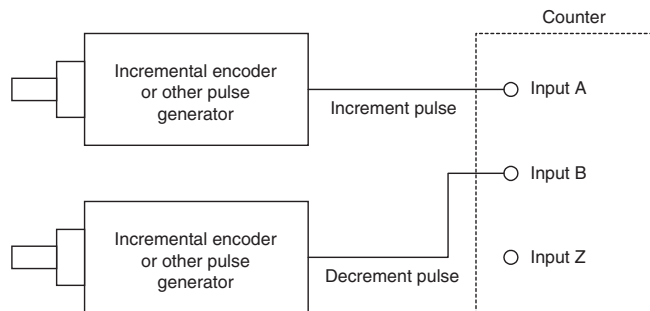 Counter
Incremental encoder
or other pulse
generator
Increment pulse
Input A
Input B
Incremental encoder
or other pulse
generator
Decrement pulse
Input Z